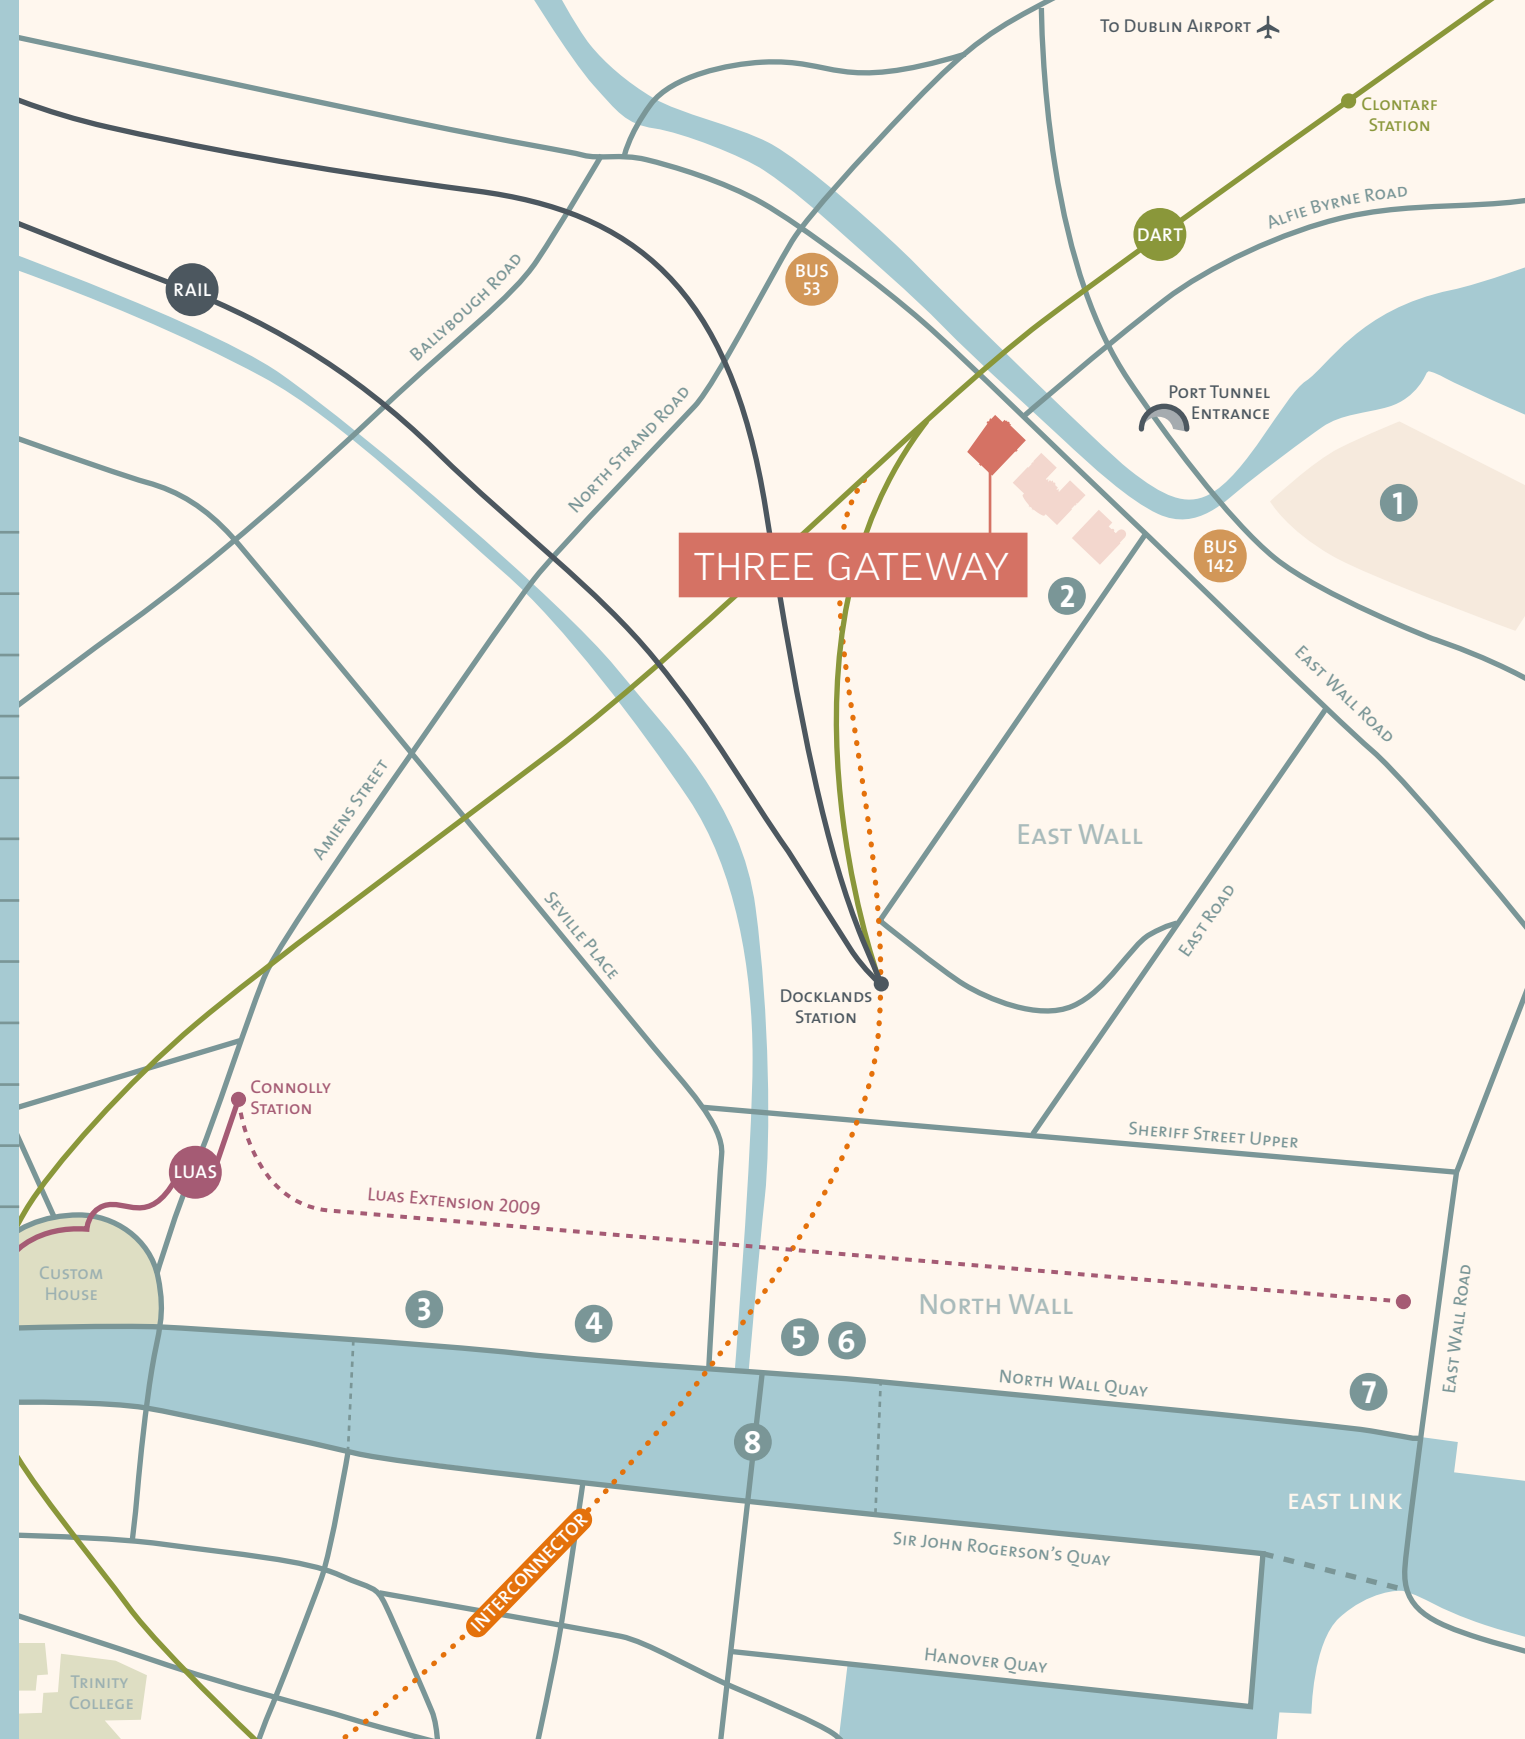 To Dublin Airport
Clontarf
Station
Alfie Byrne Road
DART
BUS
53
RAIL
Ballybough Road
Port Tunnel
Entrance
North Strand Road
1
BUS
142
THREE GATEWAY
2
East Wall Road
Amiens Street
East Wall
Seville Place
East Road
Docklands
Station
Connolly
Station
Sheriff Street Upper
LUAS
Luas Extension 2009
Custom
House
3
4
5
6
North Wall
East Wall Road
North Wall Quay
7
8
EAST LINK
INTERCONNECTOR
Sir John Rogerson's Quay
Hanover Quay
Trinity
College